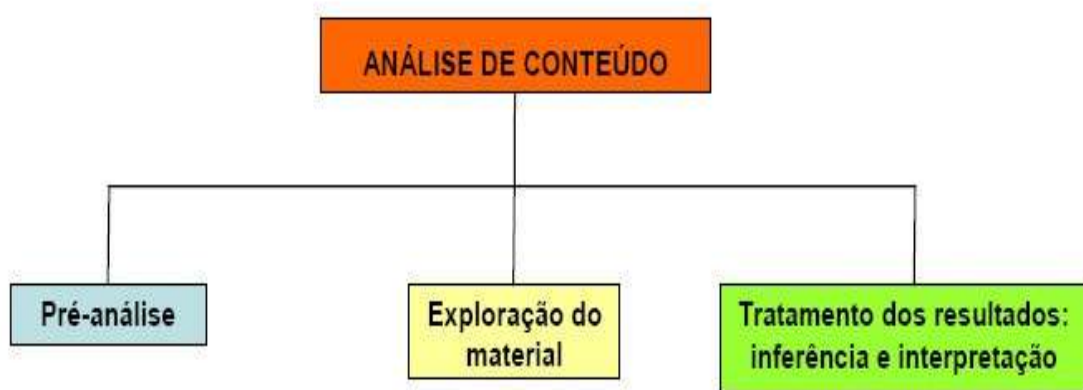 ANÁLISE DE CONTEÚDO
Pré-análise
Exploração do
material
Tratamento dos resultados:
inferência e interpretação